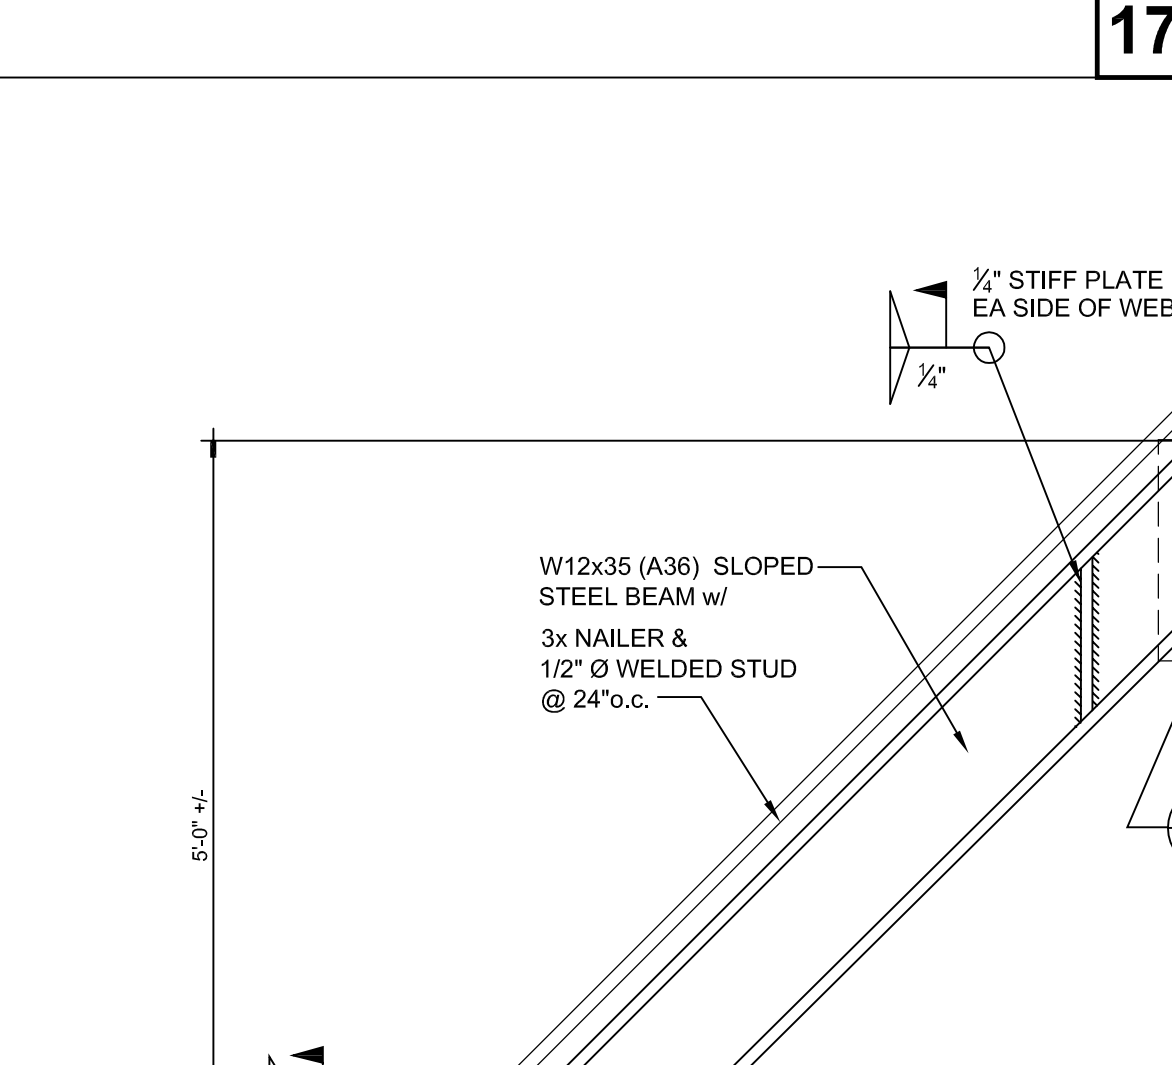 17
¼" STIFF PLATE
EA SIDE OF WEB
¼"
W12x35 (A36) SLOPED
STEEL BEAM w/
3x NAILER &
1/2" Ø WELDED STUD
@ 24"o.c.
5'-0" +/-